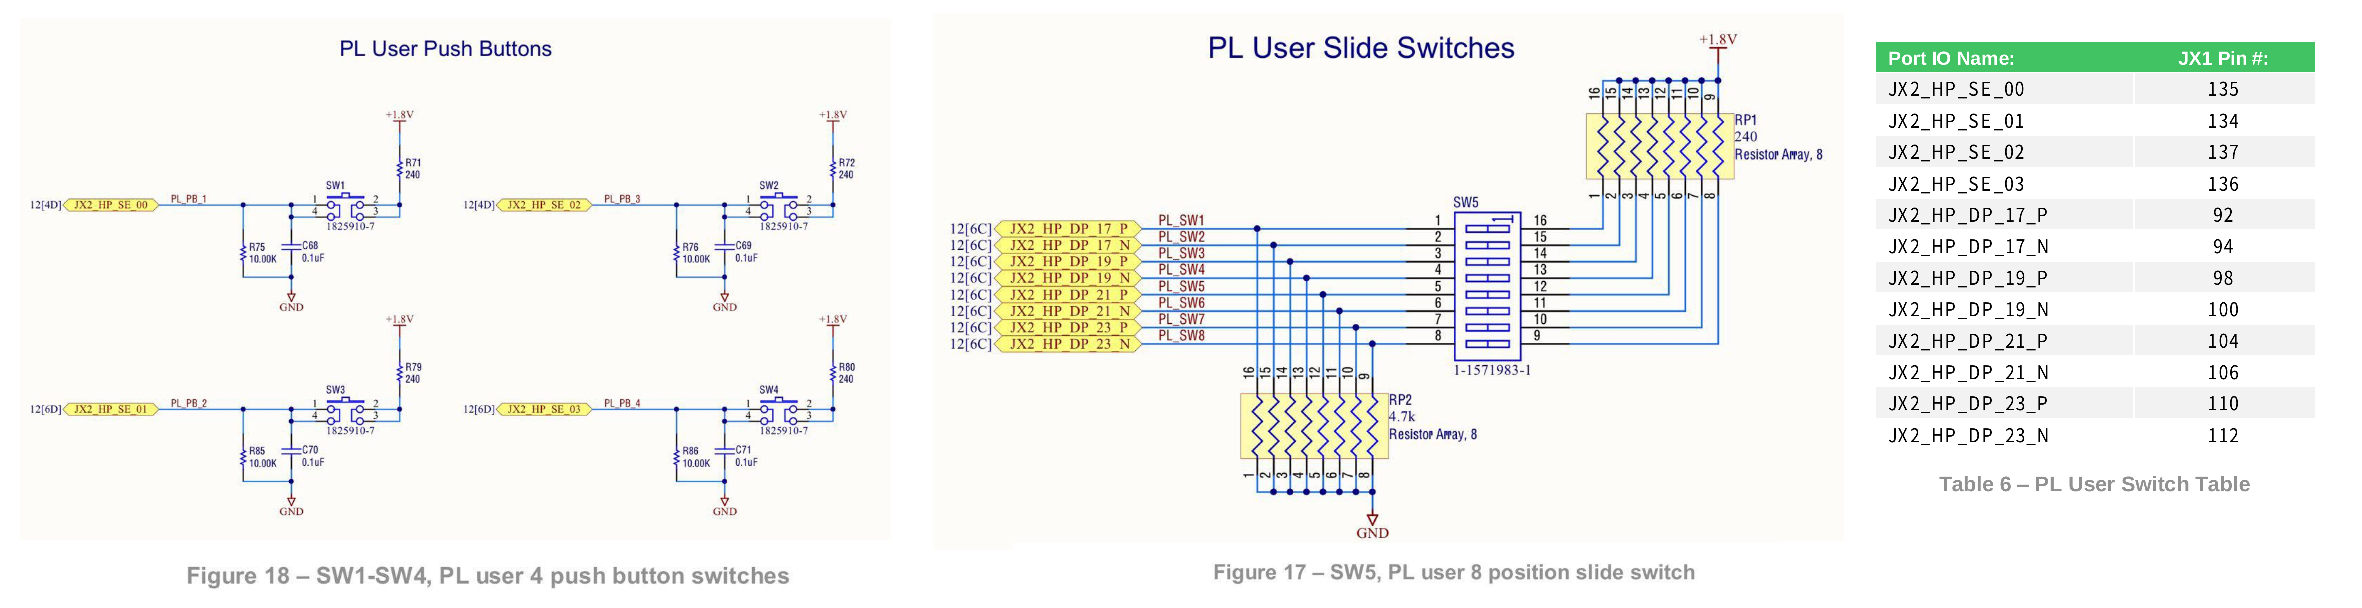 PL User Push Buttons
+1.8V
R71
240
SW1
12[4D] JX2_HP_SE_00 PL_PB_1 1 2
4 3
1825910-7
R75
10.00K
C68
0.1uF
GND
+1.8V
R72
240
SW2
12[4D] JX2_HP_SE_02 PL_PB_3 1 2
4 3
1825910-7
R76
10.00K
C69
0.1uF
GND
+1.8V
R79
240
SW3
12[6D] JX2_HP_SE_01 PL_PB_2 1 2
4 3
1825910-7
R85
10.00K
C70
0.1uF
GND
+1.8V
R80
240
SW4
12[6D] JX2_HP_SE_03 PL_PB_4 1 2
4 3
1825910-7
R86
10.00K
C71
0.1uF
GND
Figure 18 – SW1-SW4, PL user 4 push button switches
PL User Slide Switches
+1.8V
16 15 14 13 12 11 10 9
RP1
240
Resistor Array, 8
1 2 3 4 5 6 7 8
SW5
12[6C] JX2_HP_DP_17_P PL_SW1 1 16
12[6C] JX2_HP_DP_17_N PL_SW2 2 15
12[6C] JX2_HP_DP_19_P PL_SW3 3 14
12[6C] JX2_HP_DP_19_N PL_SW4 4 13
12[6C] JX2_HP_DP_21_P PL_SW5 5 12
12[6C] JX2_HP_DP_21_N PL_SW6 6 11
12[6C] JX2_HP_DP_23_P PL_SW7 7 10
12[6C] JX2_HP_DP_23_N PL_SW8 8 9
1-1571983-1
16 15 14 13 12 11 10 9
RP2
4.7k
Resistor Array, 8
1 2 3 4 5 6 7 8
GND
Figure 17 – SW5, PL user 8 position slide switch
Port IO Name: JX1 Pin #:
JX2_HP_SE_00 135
JX2_HP_SE_01 134
JX2_HP_SE_02 137
JX2_HP_SE_03 136
JX2_HP_DP_17_P 92
JX2_HP_DP_17_N 94
JX2_HP_DP_19_P 98
JX2_HP_DP_19_N 100
JX2_HP_DP_21_P 104
JX2_HP_DP_21_N 106
JX2_HP_DP_23_P 110
JX2_HP_DP_23_N 112
Table 6 – PL User Switch Table